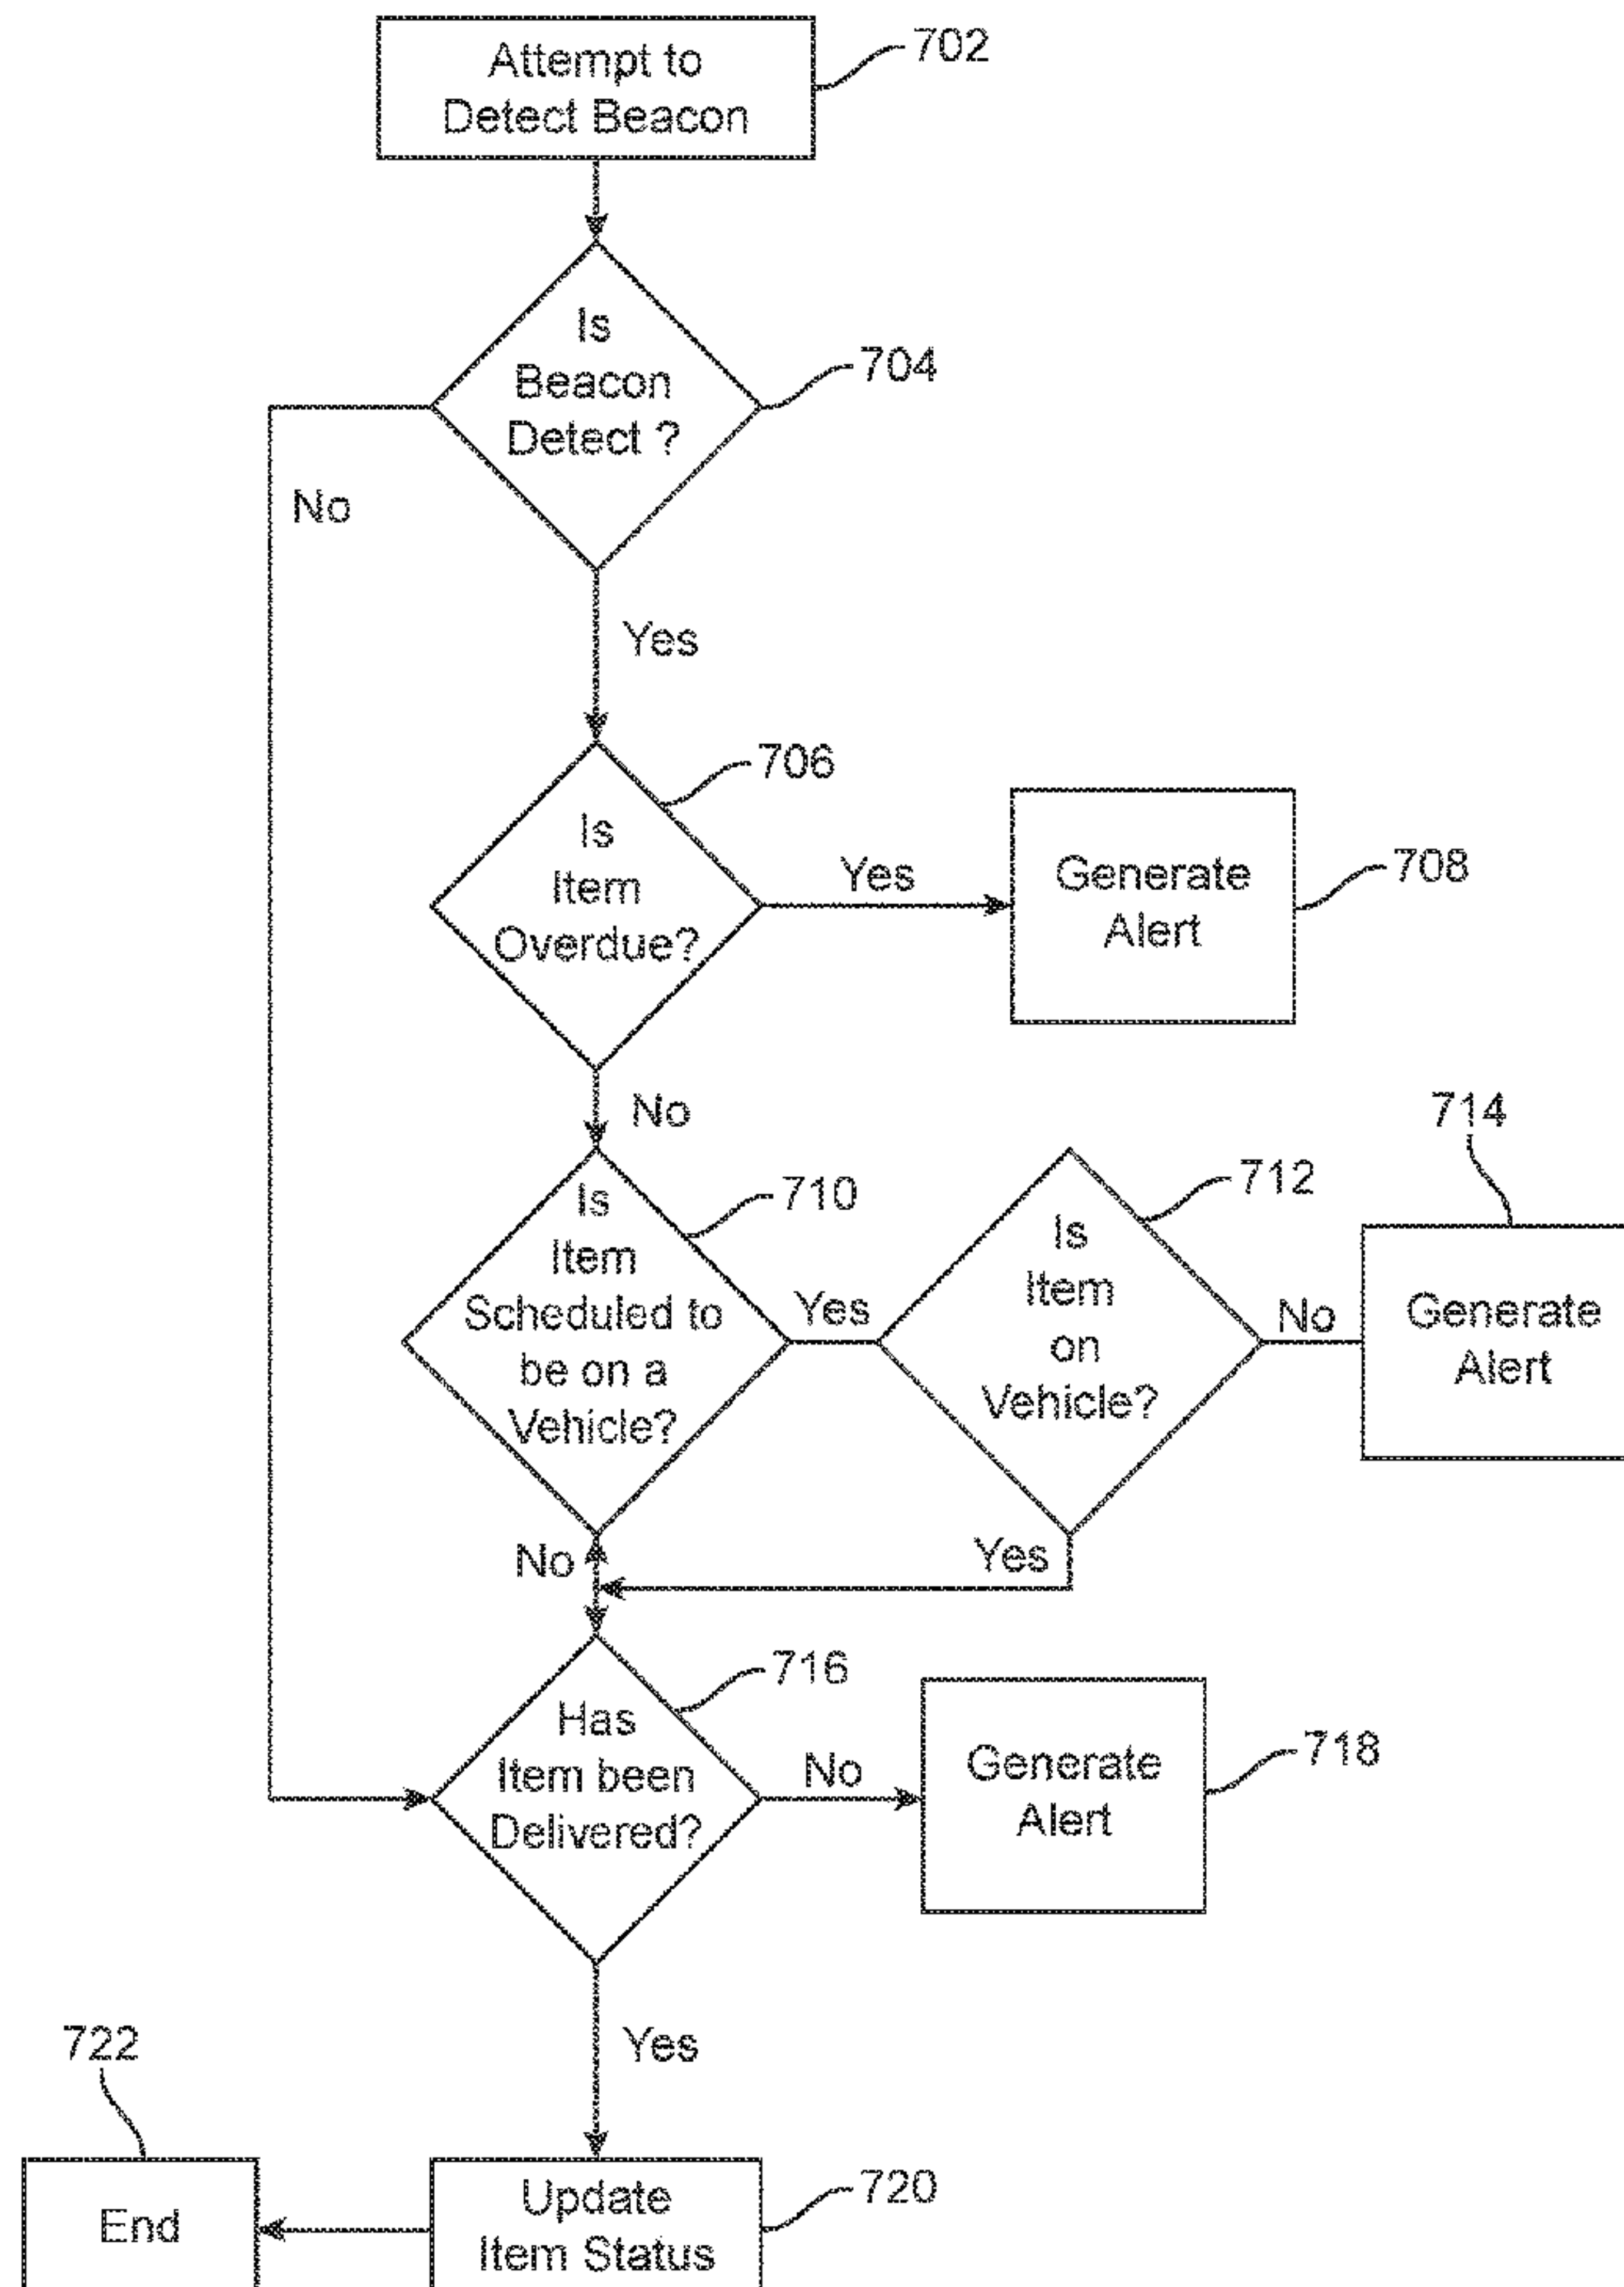 Attempt to
Detect Beacon
702
Is
Beacon
Detect ?
704
No
Yes
706
Is
Item
Overdue?
Yes
Generate
Alert
708
No
710
Is
Item
Scheduled to
be on a
Vehicle?
Yes
712
Is
Item
on
Vehicle?
No
714
Generate
Alert
No
Yes
716
Has
Item been
Delivered?
No
Generate
Alert
718
Yes
722
End
Update
Item Status
720